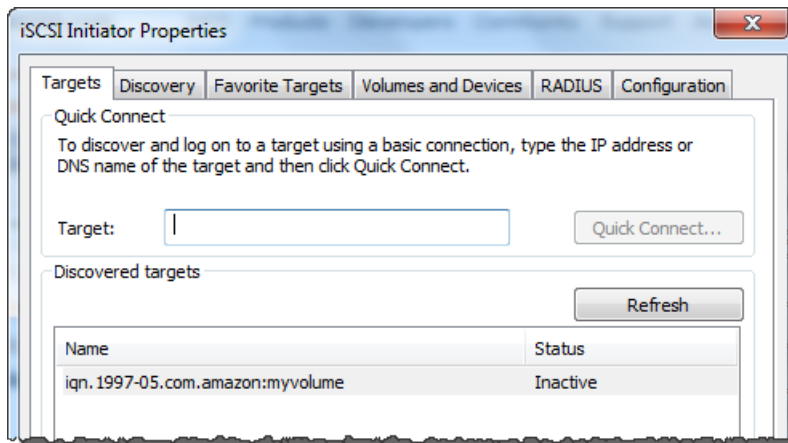 iSCSI Initiator Properties
Targets Discovery Favorite Targets Volumes and Devices RADIUS Configuration
Quick Connect
To discover and log on to a target using a basic connection, type the IP address or
DNS name of the target and then click Quick Connect.
Target: Quick Connect...
Discovered targets
Refresh
Name Status
iqn.1997-05.com.amazon:myvolume Inactive